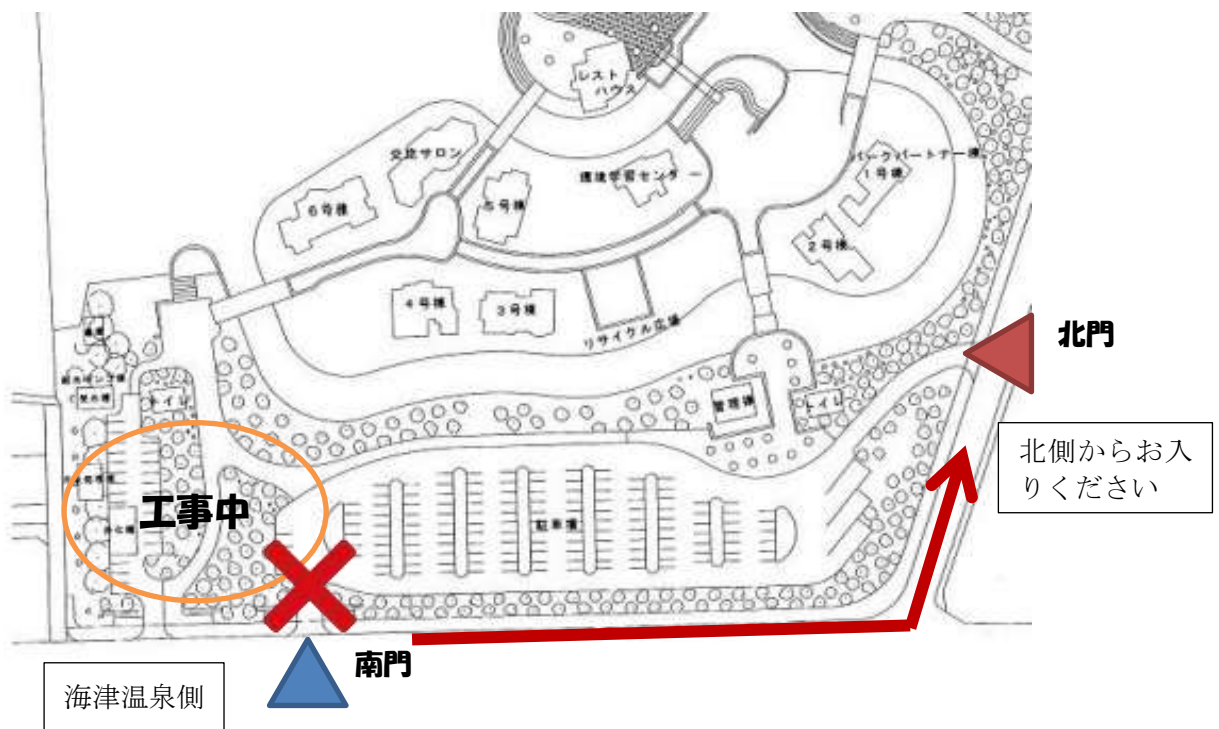 レスト
ハウス
交流サロン
環境学習センター
パークパートナー棟
1号棟
6号棟
5号棟
2号棟
4号棟
3号棟
リサイクル広場
北門
トイレ
管理棟
トイレ
北側からお入
りください
工事中
駐車場
南門
海津温泉側